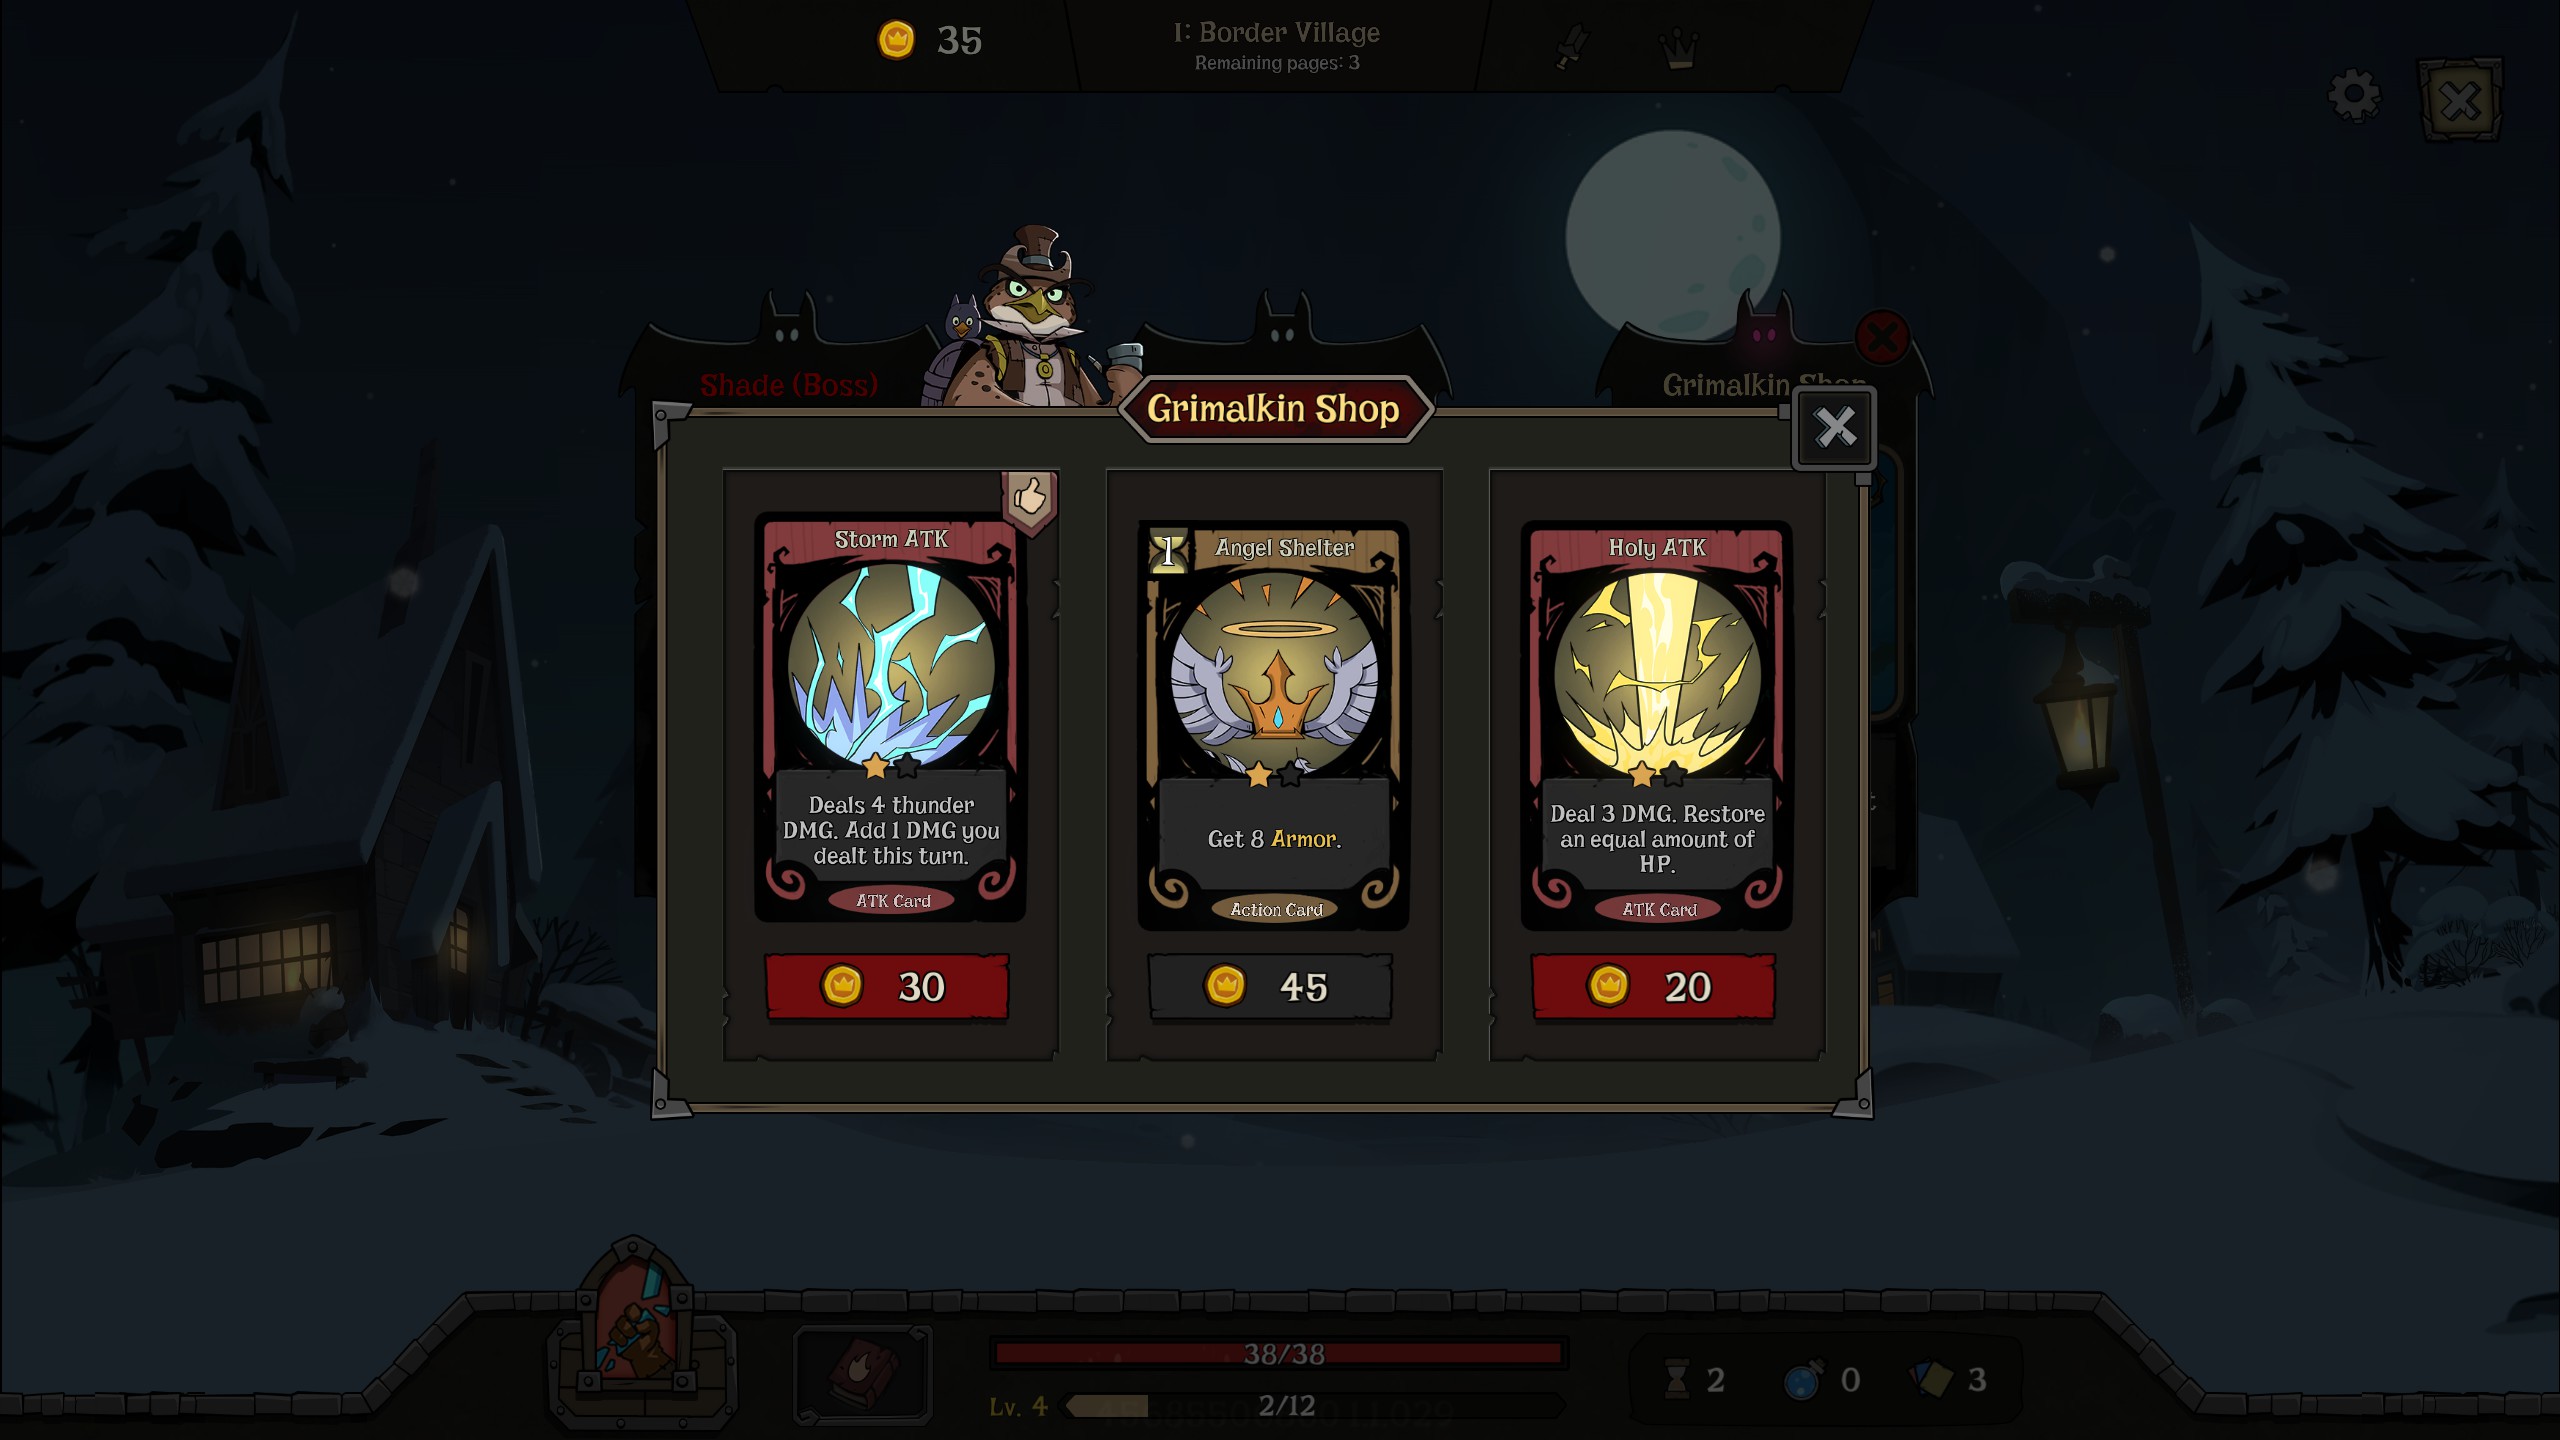 35
I: Border Village
Remaining pages: 3
Shade (Boss)
Grimalkin Shop
Grimalkin Shop
Storm ATK
Deals 4 thunder
DMG. Add 1 DMG you
dealt this turn.
ATK Card
30
1
Angel Shelter
Get 8 Armor.
Action Card
45
Holy ATK
Deal 3 DMG. Restore
an equal amount of
HP.
ATK Card
20
38/38
Lv. 4
2/12
2
0
3